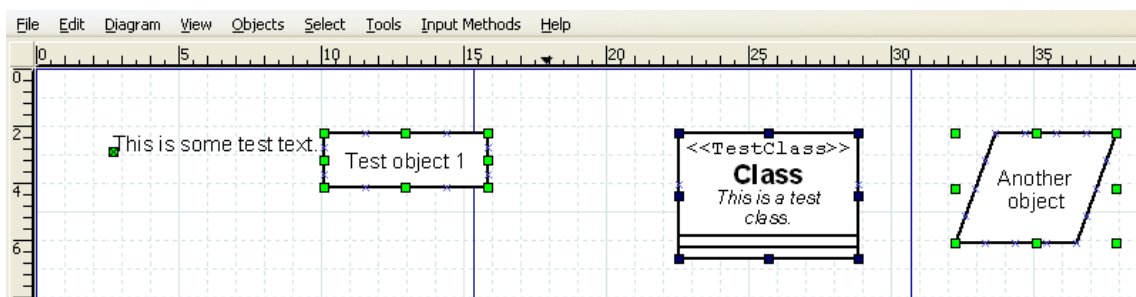 File Edit Diagram View Objects Select Tools Input Methods Help
0 5 10 15 20 25 30 35
0
2
This is some test text.
Test object 1
<<TestClass>>
Class
This is a test
class.
Another
object
4
6